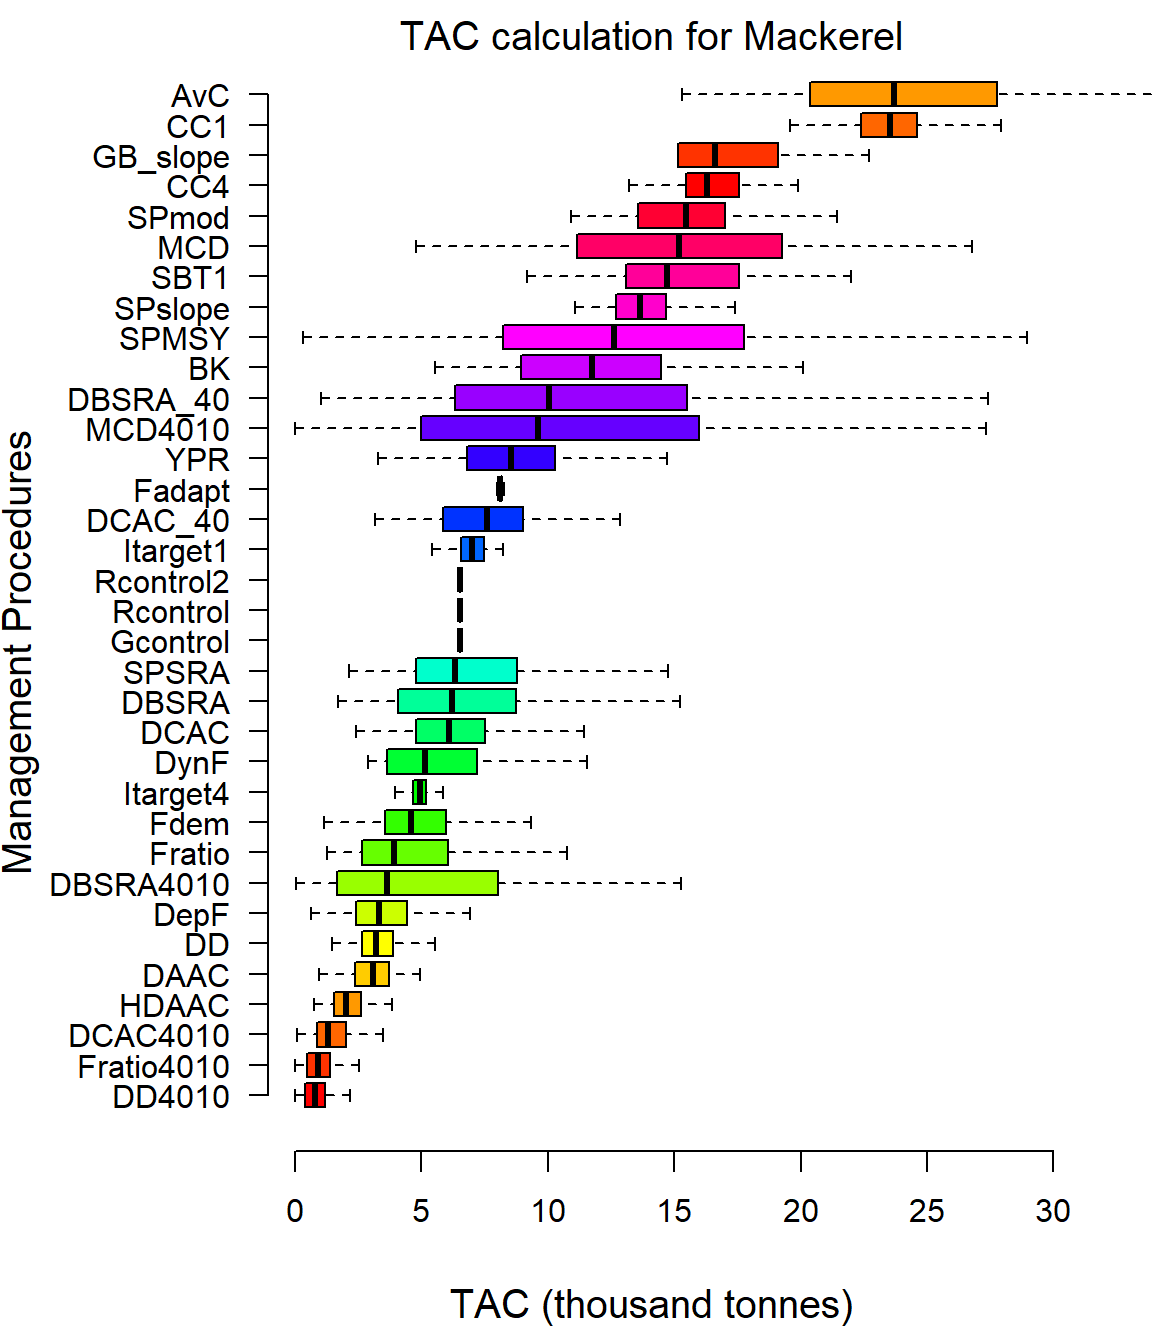 TAC calculation for Mackerel
AvC
CC1
GB_slope
CC4
SPmod
MCD
SBT1
SPslope
SPMSY
BK
DBSRA_40
MCD4010
YPR
Fadapt
DCAC_40
Itarget1
Rcontrol2
Rcontrol
Gcontrol
SPSRA
DBSRA
DCAC
DynF
Itarget4
Fdem
Fratio
DBSRA4010
DepF
DD
DAAC
HDAAC
DCAC4010
Fratio4010
DD4010
Management Procedures
0 5 10 15 20 25 30
TAC (thousand tonnes)